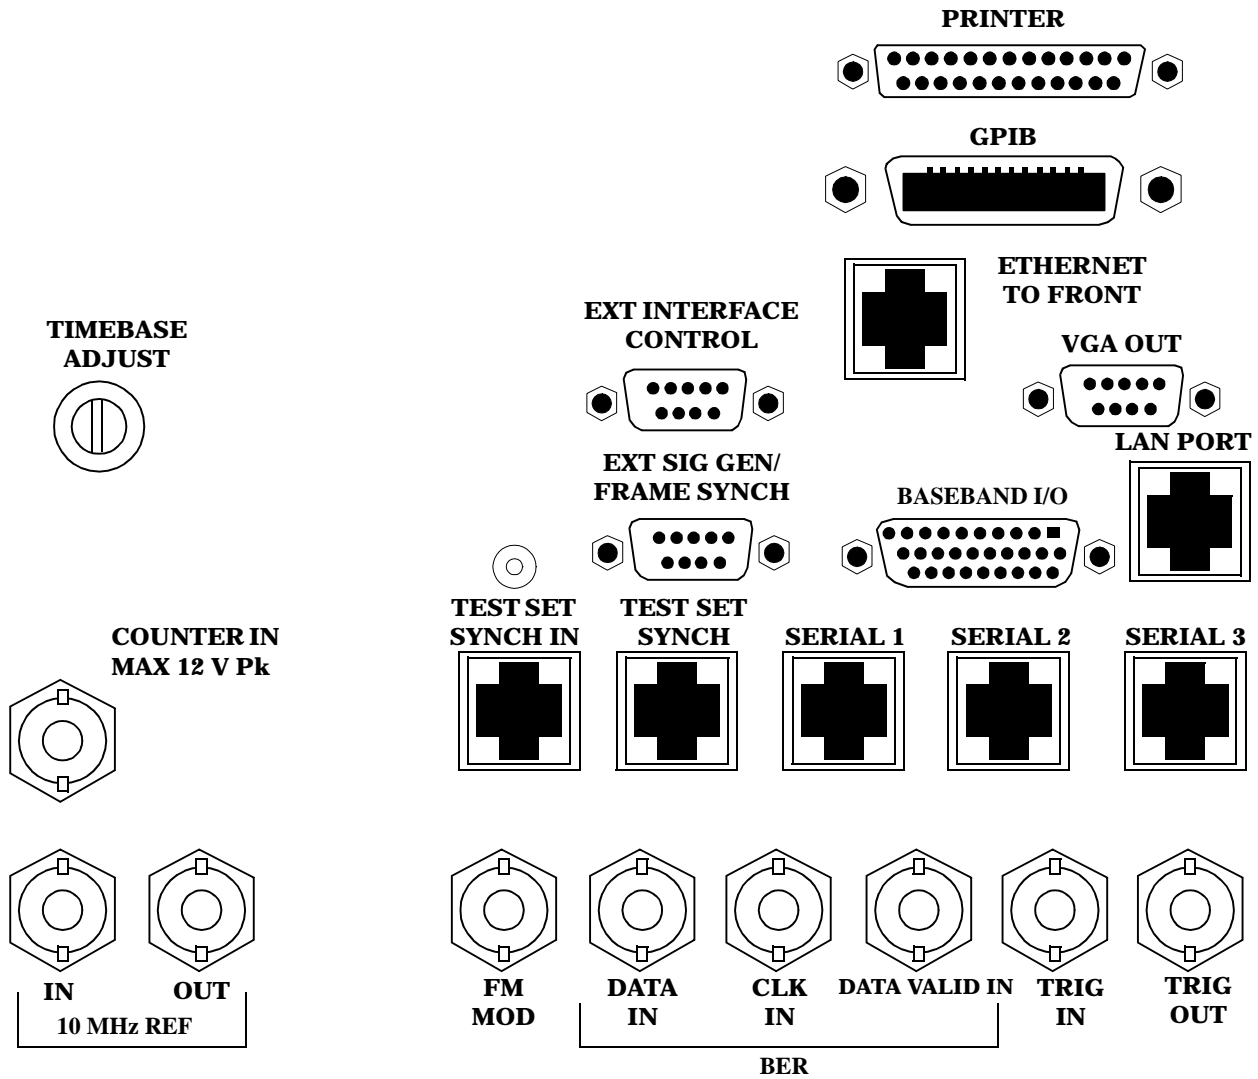 PRINTER
GPIB
ETHERNET
TO FRONT
EXT INTERFACE
CONTROL
TIMEBASE
ADJUST
VGA OUT
LAN PORT
EXT SIG GEN/
FRAME SYNCH
BASEBAND I/O
TEST SET
SYNCH IN
TEST SET
SYNCH
SERIAL 1
SERIAL 2
SERIAL 3
COUNTER IN
MAX 12 V Pk
IN
OUT
10 MHz REF
FM
MOD
DATA
IN
CLK
IN
DATA VALID IN
TRIG
IN
TRIG
OUT
BER